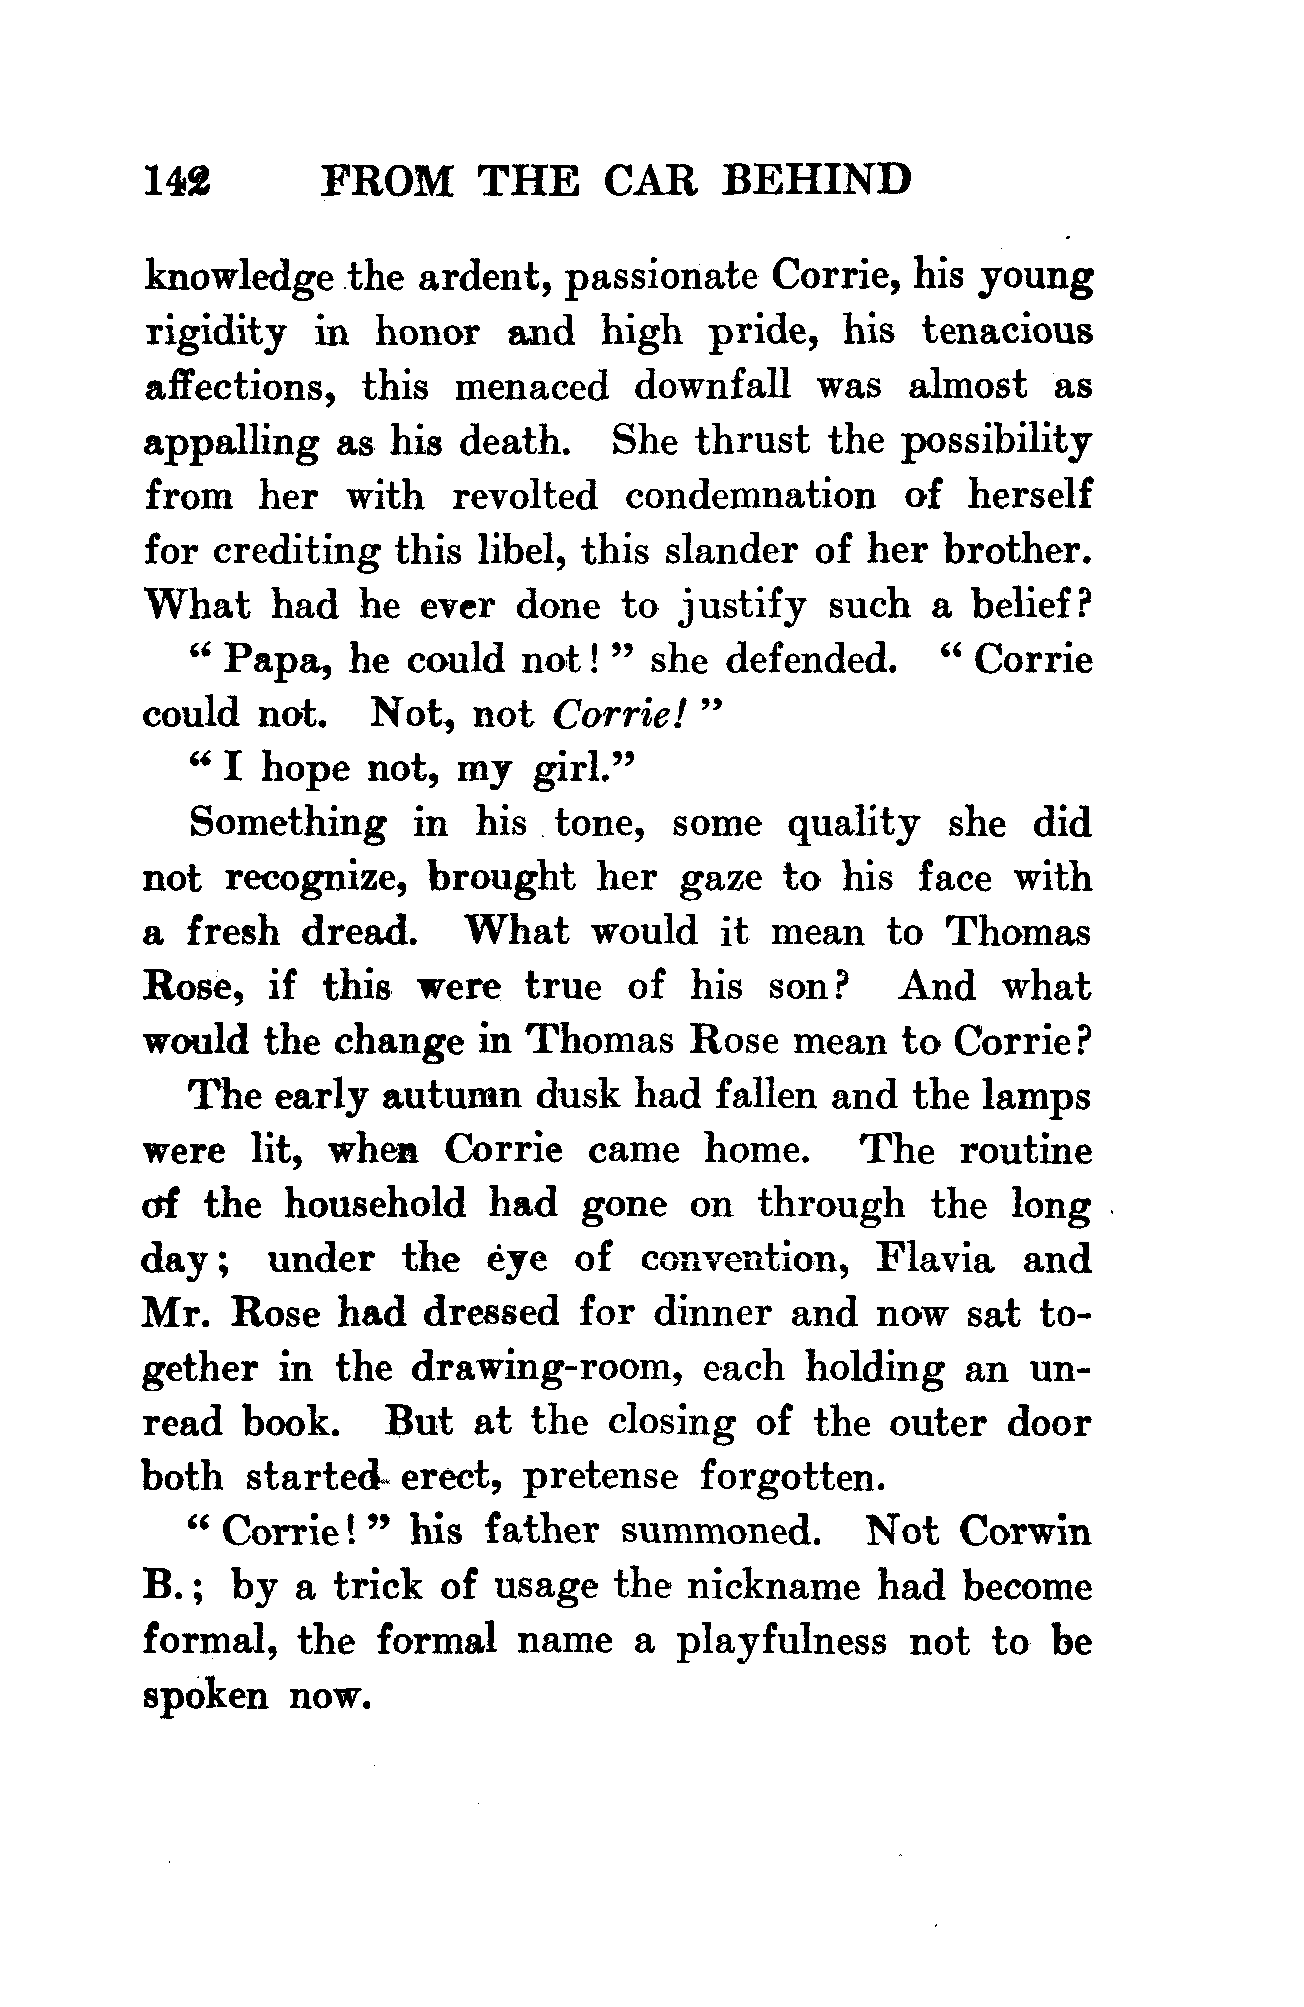 142 FROM THE CAR BEHIND
knowledge the ardent, passionate Corrie, his young
rigidity in honor and high pride, his tenacious
affections, this menaced downfall was almost as
appalling as his death. She thrust the possibility
from her with revolted condemnation of herself
for crediting this libel, this slander of her brother.
What had he ever done to justify such a belief?
“ Papa, he could not! ” she defended. “ Corrie
could not. Not, not Corrie! ”
“ I hope not, my girl.”
Something in his tone, some quality she did
not recognize, brought her gaze to his face with
a fresh dread. What would it mean to Thomas
Rose, if this were true of his son? And what
would the change in Thomas Rose mean to Corrie?
The early autumn dusk had fallen and the lamps
were lit, when Corrie came home. The routine
of the household had gone on through the long
day; under the eye of convention, Flavia and
Mr. Rose had dressed for dinner and now sat to-
gether in the drawing-room, each holding an un-
read book. But at the closing of the outer door
both started erect, pretense forgotten.
“ Corrie! ” his father summoned. Not Corwin
B.; by a trick of usage the nickname had become
formal, the formal name a playfulness not to be
spoken now.